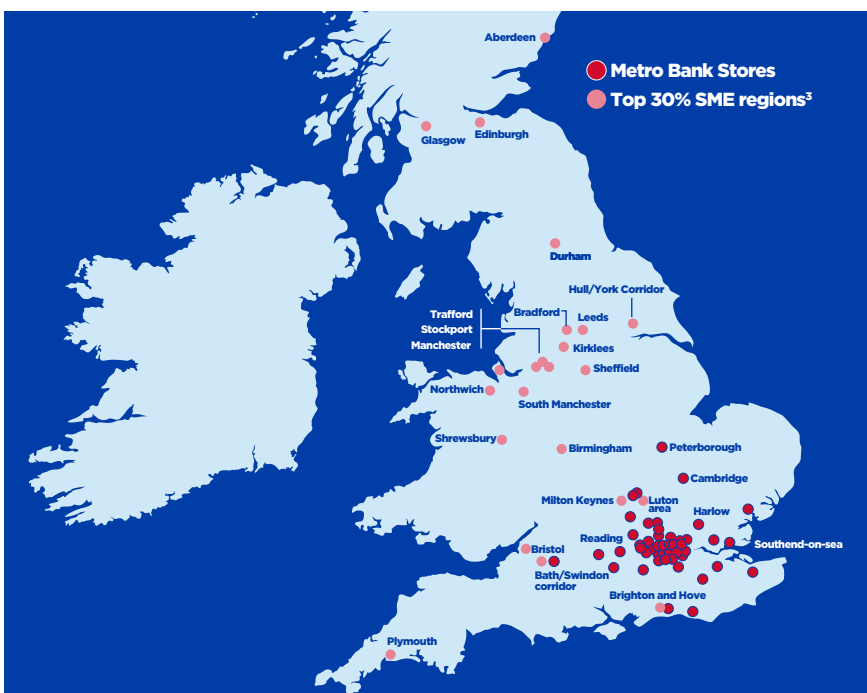 Aberdeen
Metro Bank Stores
Top 30% SME regions³
Glasgow
Edinburgh
Durham
Hull/York Corridor
Trafford
Stockport
Manchester
Bradford
Leeds
Kirklees
Sheffield
Northwich
South Manchester
Shrewsbury
Birmingham
Peterborough
Cambridge
Milton Keynes
Luton
area
Harlow
Reading
Southend-on-sea
Bristol
Bath/Swindon
corridor
Brighton and Hove
Plymouth